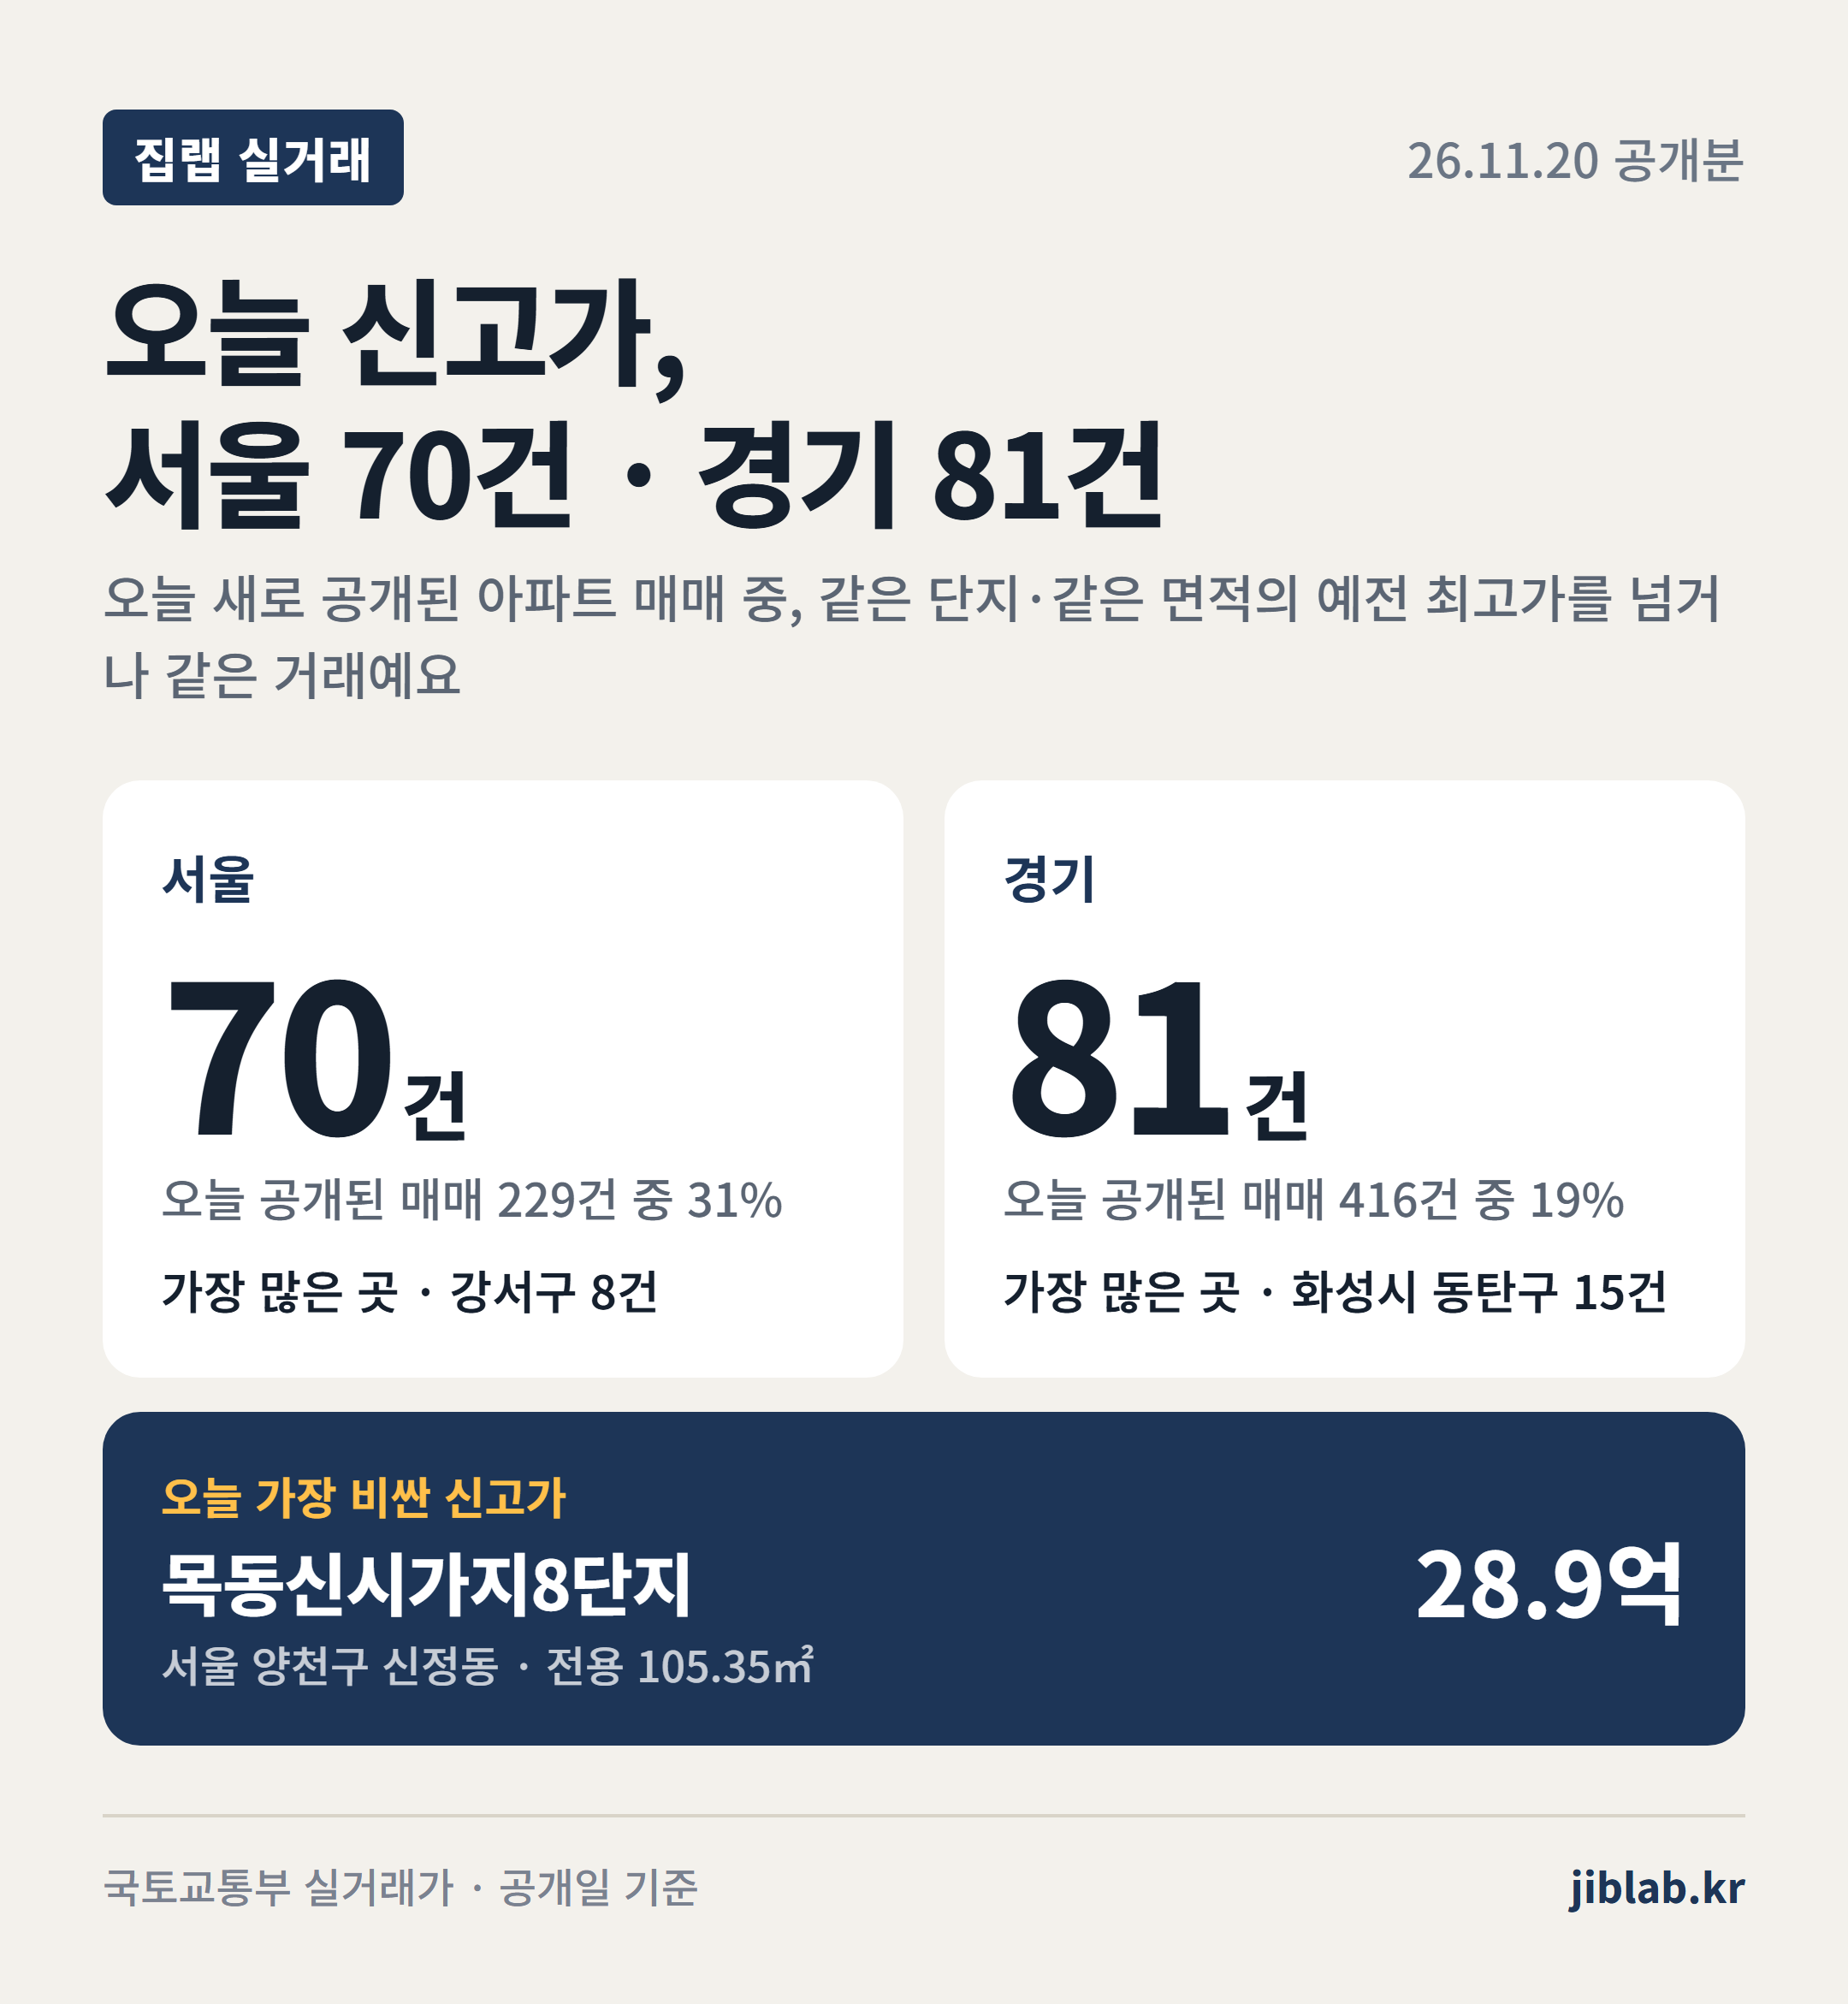 집랩 실거래
26.11.20 공개분
오늘 신고가,
서울 70건 · 경기 81건
오늘 새로 공개된 아파트 매매 중, 같은 단지·같은 면적의 예전 최고가를 넘거
나 같은 거래예요
서울
70건
오늘 공개된 매매 229건 중 31%
가장 많은 곳 · 강서구 8건
경기
81건
오늘 공개된 매매 416건 중 19%
가장 많은 곳 · 화성시 동탄구 15건
오늘 가장 비싼 신고가
목동신시가지8단지
28.9억
서울 양천구 신정동 · 전용 105.35㎡
국토교통부 실거래가 · 공개일 기준
jiblab.kr